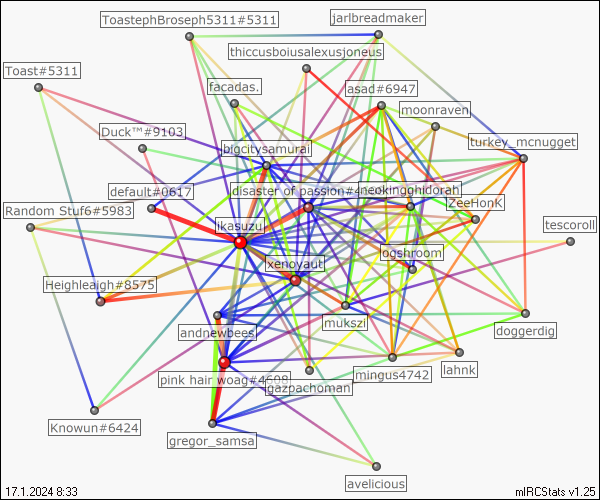 ToastephBroseph5311#5311
jarlbreadmaker
thiccusboiusalexusjoneus
Toast#5311
facadas.
asad#6947
moonraven
Duck™#9103
bigcitysamurai
turkey_mcnugget
default#0617
disaster of passion#4
neokingghidorah
ZeeHonK
Random Stuf6#5983
ikasuzu
tescoroll
xenoyaut
logshroom
Heighleaigh#8575
andnewbees
mukszi
doggerdig
pink hair woag#4608
gazpachoman
mingus4742
lahnk
Knowun#6424
gregor_samsa
avelicious
17.1.2024 8:33
mIRCStats v1.25